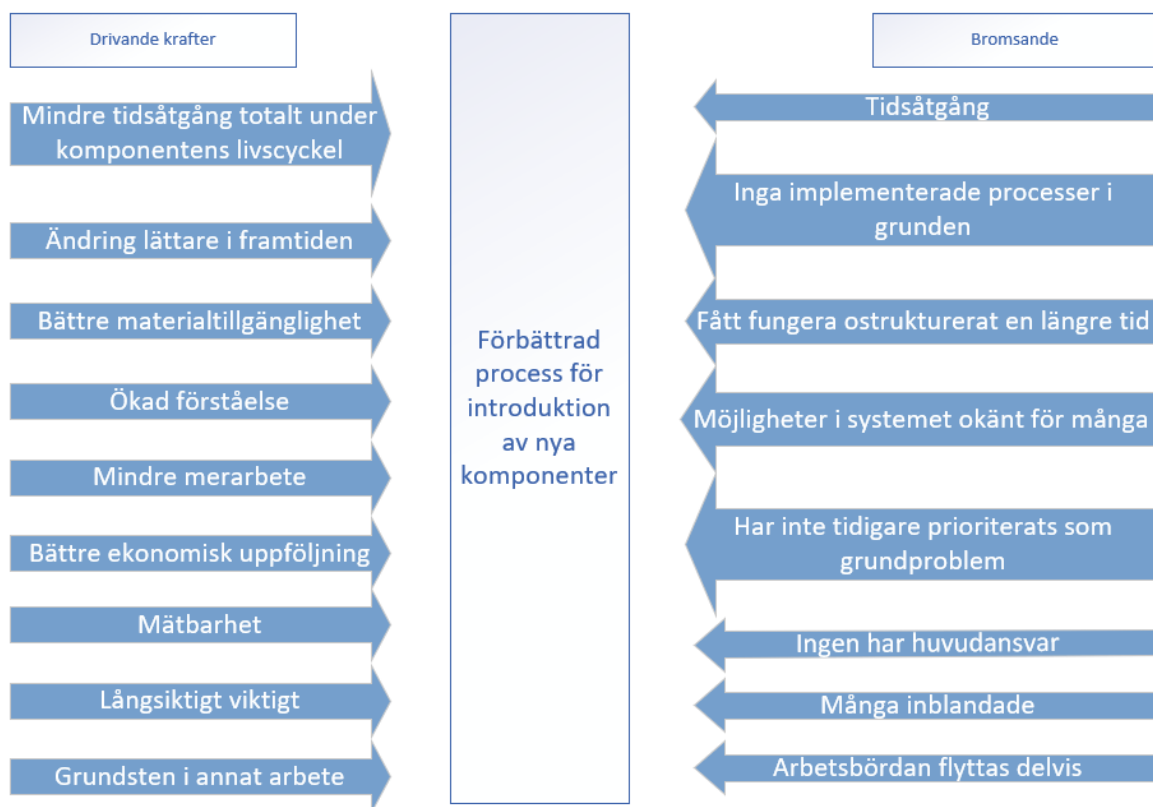 Drivande krafter
Mindre tidsåtgång totalt under
komponentens livscyckel
Ändring lättare i framtiden
Bättre materialtillgänglighet
Ökad förståelse
Mindre merarbete
Bättre ekonomisk uppföljning
Mätbarhet
Långsiktigt viktigt
Grundsten i annat arbete
Förbättrad
process för
introduktion
av nya
komponenter
Bromsande
Tidsåtgång
Inga implementerade processer i
grunden
Fått fungera ostrukturerat en längre tid
Möjligheter i systemet okänt för många
Har inte tidigare prioriterats som
grundproblem
Ingen har huvudansvar
Många inblandade
Arbetsbördan flyttas delvis